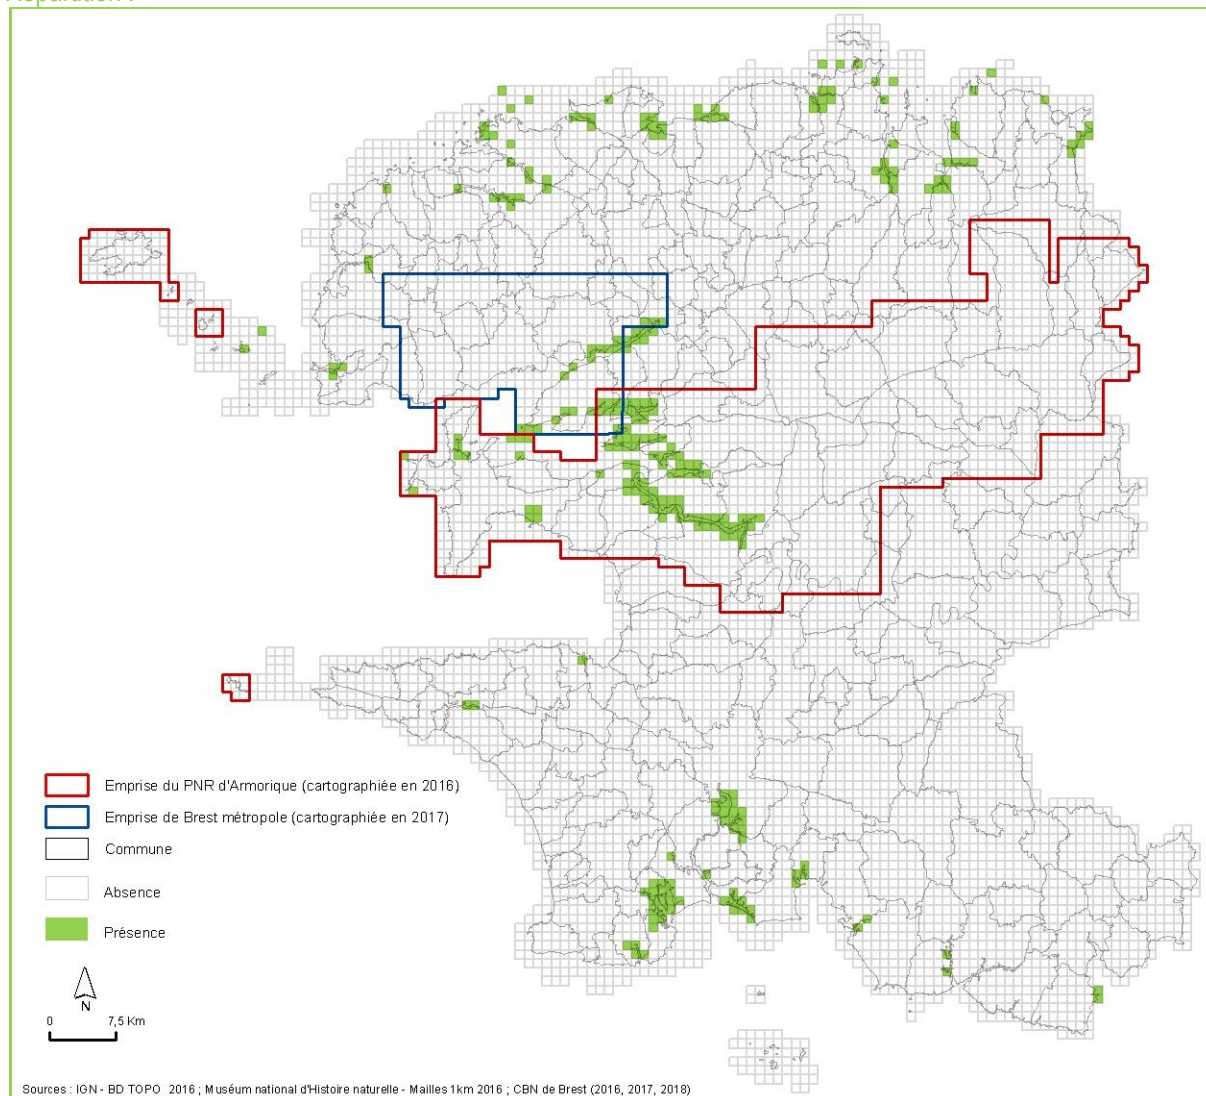 Répartition :
Emprise du PNR d'Armorique (cartographiée en 2016)
Emprise de Brest métropole (cartographiée en 2017)
Commune
Absence
Présence
N
0 7,5 Km
Sources : IGN - BD TOPO 2016 ; Muséum national d'Histoire naturelle - Mailles 1km 2016 ; CBN de Brest (2016, 2017, 2018)